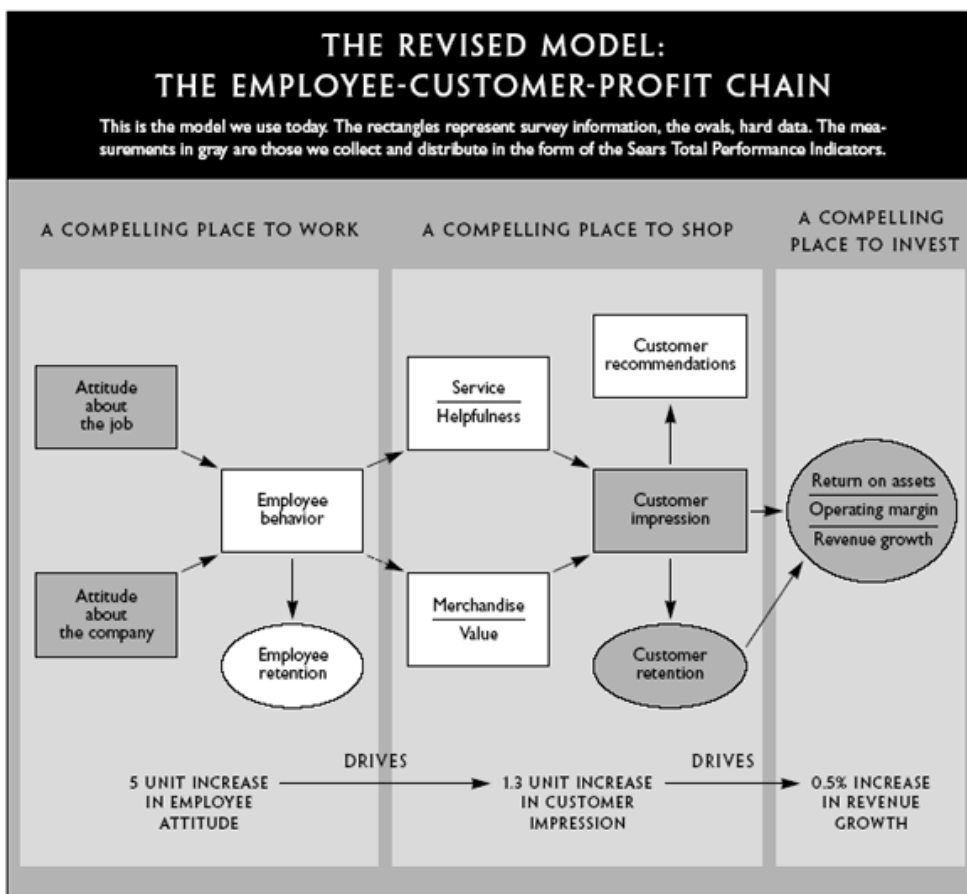 THE REVISED MODEL:
THE EMPLOYEE-CUSTOMER-PROFIT CHAIN
This is the model we use today. The rectangles represent survey information, the ovals, hard data. The mea-
surements in gray are those we collect and distribute in the form of the Sears Total Performance Indicators.
A COMPELLING PLACE TO WORK
A COMPELLING PLACE TO SHOP
A COMPELLING
PLACE TO INVEST
Attitude
about
the job
Attitude
about
the company
Employee
behavior
Employee
retention
Service
Helpfulness
Merchandise
Value
Customer
recommendations
Customer
impression
Customer
retention
Return on assets
Operating margin
Revenue growth
5 UNIT INCREASE
IN EMPLOYEE
ATTITUDE
DRIVES
1.3 UNIT INCREASE
IN CUSTOMER
IMPRESSION
DRIVES
0.5% INCREASE
IN REVENUE
GROWTH